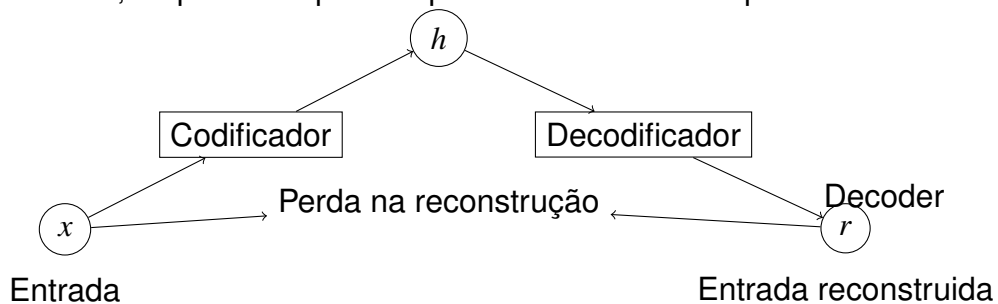 h
Codificador
Decodificador
Perda na reconstrução
Decoder
x
r
Entrada
Entrada reconstruida